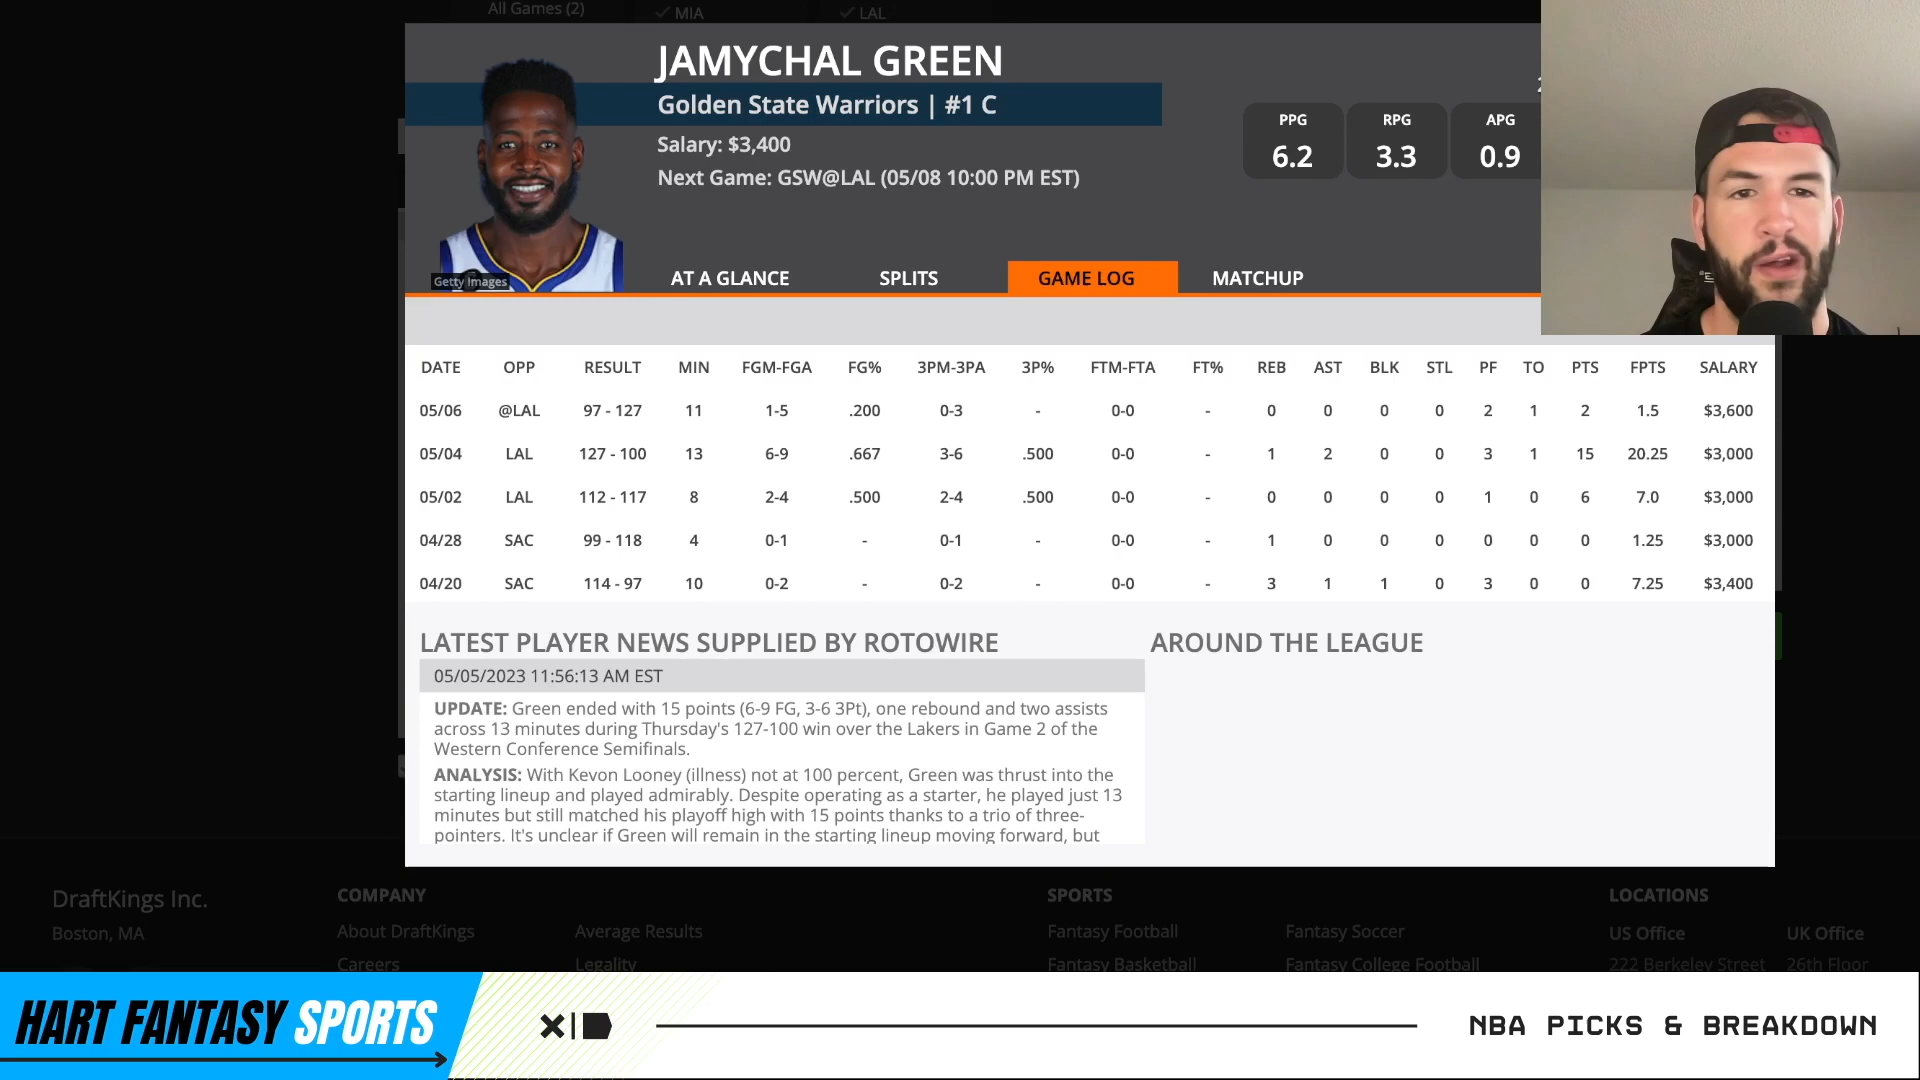 All Games (2)
MIA
LAL
JAMYCHAL GREEN
Golden State Warriors | #1 C
Salary: $3,400
Next Game: GSW@LAL (05/08 10:00 PM EST)
PPG
6.2
RPG
3.3
APG
0.9
Getty Images
AT A GLANCE SPLITS GAME LOG MATCHUP
DATE OPP RESULT MIN FGM-FGA FG% 3PM-3PA 3P% FTM-FTA FT% REB AST BLK STL PF TO PTS FPTS SALARY
05/06 @LAL 97 - 127 11 1-5 .200 0-3 - 0-0 - 0 0 0 0 2 1 2 1.5 $3,600
05/04 LAL 127 - 100 13 6-9 .667 3-6 .500 0-0 - 1 2 0 0 3 1 15 20.25 $3,000
05/02 LAL 112 - 117 8 2-4 .500 2-4 .500 0-0 - 0 0 0 0 1 0 6 7.0 $3,000
04/28 SAC 99 - 118 4 0-1 - 0-1 - 0-0 - 1 0 0 0 0 0 0 1.25 $3,000
04/20 SAC 114 - 97 10 0-2 - 0-2 - 0-0 - 3 1 1 0 3 0 0 7.25 $3,400
LATEST PLAYER NEWS SUPPLIED BY ROTOWIRE
AROUND THE LEAGUE
05/05/2023 11:56:13 AM EST
UPDATE: Green ended with 15 points (6-9 FG, 3-6 3Pt), one rebound and two assists
across 13 minutes during Thursday's 127-100 win over the Lakers in Game 2 of the
Western Conference Semifinals.
ANALYSIS: With Kevon Looney (illness) not at 100 percent, Green was thrust into the
starting lineup and played admirably. Despite operating as a starter, he played just 13
minutes but still matched his playoff high with 15 points thanks to a trio of three-
pointers. It's unclear if Green will remain in the starting lineup moving forward, but
DraftKings Inc.
Boston, MA
COMPANY
About DraftKings Average Results
Careers Legality
SPORTS
Fantasy Football Fantasy Soccer
Fantasy Basketball Fantasy College Football
LOCATIONS
US Office UK Office
222 Berkeley Street 26th Floor
HART FANTASY SPORTS
NBA PICKS & BREAKDOWN